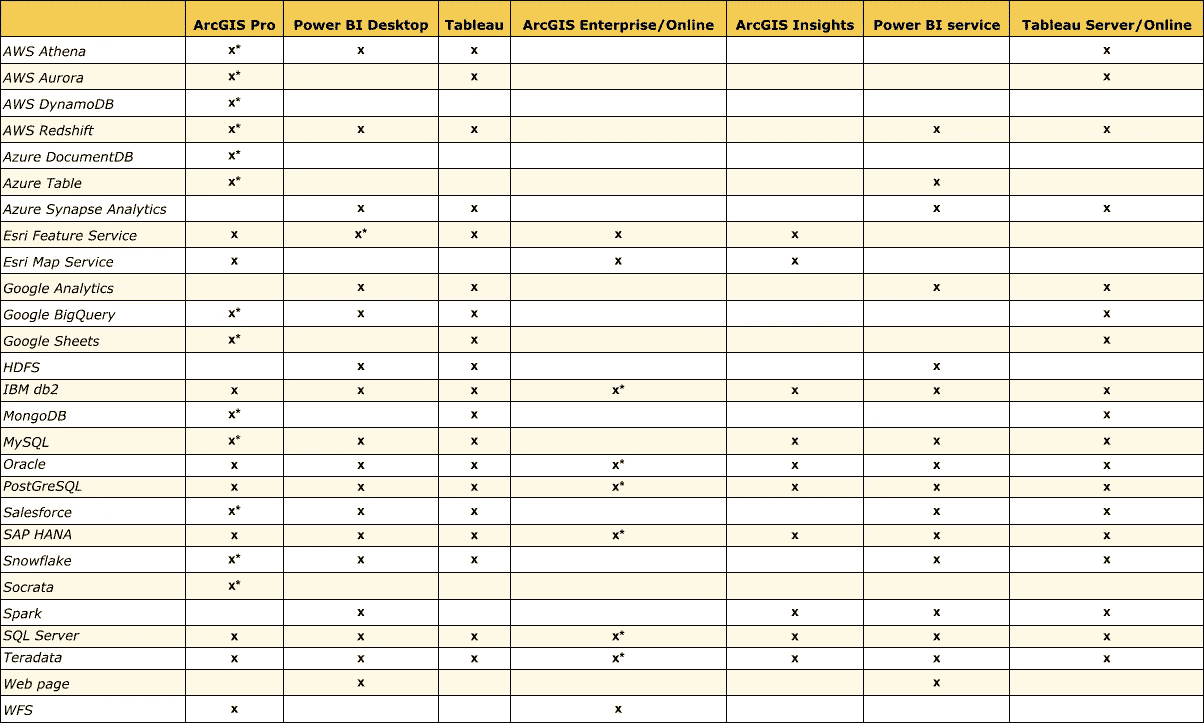 ArcGIS Pro Power BI Desktop Tableau ArcGIS Enterprise/Online ArcGIS Insights Power BI service Tableau Server/Online
AWS Athena x* x x x
AWS Aurora x* x x
AWS DynamoDB x*
AWS Redshift x* x x x x
Azure DocumentDB x*
Azure Table x* x
Azure Synapse Analytics x x x x
Esri Feature Service x x* x x x
Esri Map Service x x x
Google Analytics x x x x
Google BigQuery x* x x x
Google Sheets x* x x
HDFS x x x
IBM db2 x x x x* x x x
MongoDB x* x x
MySQL x* x x x x x
Oracle x x x x* x x x
PostGreSQL x x x x* x x x
Salesforce x* x x x x
SAP HANA x x x x* x x x
Snowflake x* x x x x
Socrata x*
Spark x x x x
SQL Server x x x x* x x x
Teradata x x x x* x x x
Web page x x
WFS x x